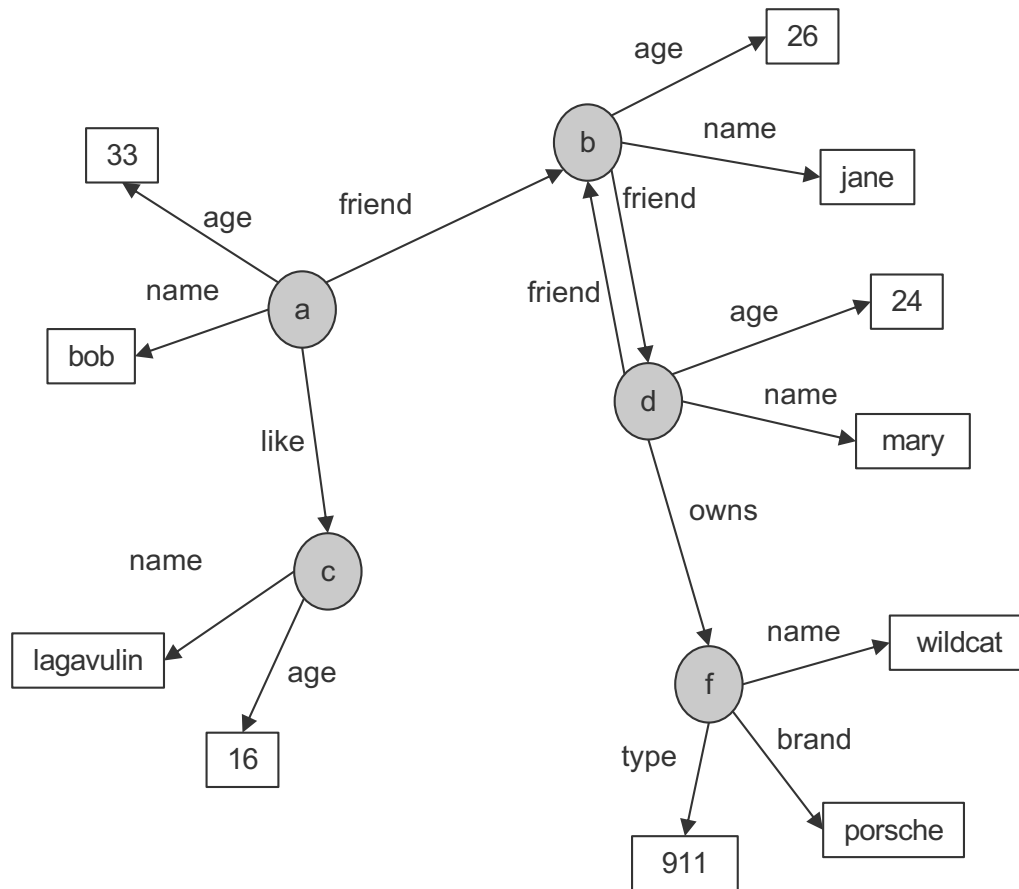 26
age
b
name
jane
33
age
friend
friend
name
a
friend
age
24
bob
d
name
mary
like
owns
name
c
lagavulin
age
name
wildcat
f
16
type
brand
911
porsche